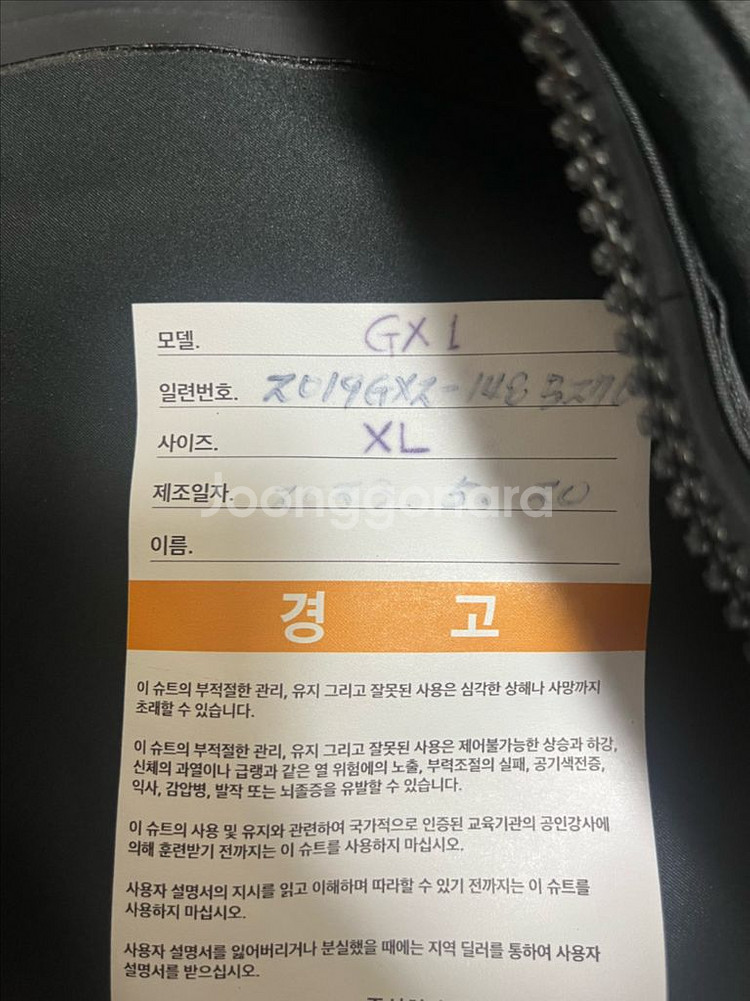 모델. GX1
일련번호.
사이즈. XL
제조일자.
Joonggonara
이름.
경 고
이 슈트의 부적절한 관리, 유지 그리고 잘못된 사용은 심각한 상해나 사망까지
초래할 수 있습니다.
이 슈트의 부적절한 관리, 유지 그리고 잘못된 사용은 제어불가능한 상승과 하강,
신체의 과열이나 급랭과 같은 열 위험에의 노출, 부력조절의 실패, 공기색전증,
익사, 감압병, 발작 또는 뇌졸증을 유발할 수 있습니다.
이 슈트의 사용 및 유지와 관련하여 국가적으로 인증된 교육기관의 공인강사에
의해 훈련받기 전까지는 이 슈트를 사용하지 마십시오.
사용자 설명서의 지시를 읽고 이해하며 따라할 수 있기 전까지는 이 슈트를
사용하지 마십시오.
사용자 설명서를 잃어버리거나 분실했을 때에는 지역 딜러를 통하여 사용자
설명서를 받으십시오.